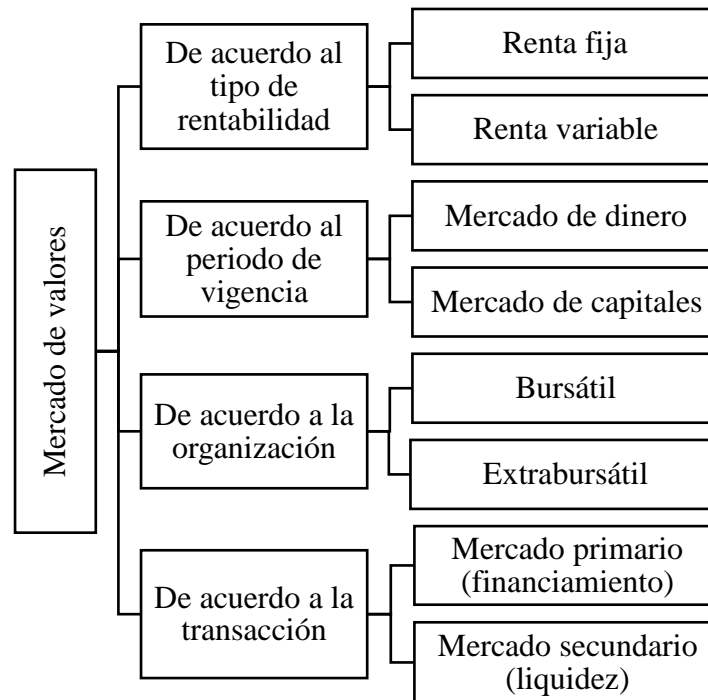 Mercado de valores
De acuerdo al
tipo de
rentabilidad
Renta fija
Renta variable
De acuerdo al
periodo de
vigencia
Mercado de dinero
Mercado de capitales
De acuerdo a la
organización
Bursátil
Extrabursátil
De acuerdo a la
transacción
Mercado primario
(financiamiento)
Mercado secundario
(liquidez)